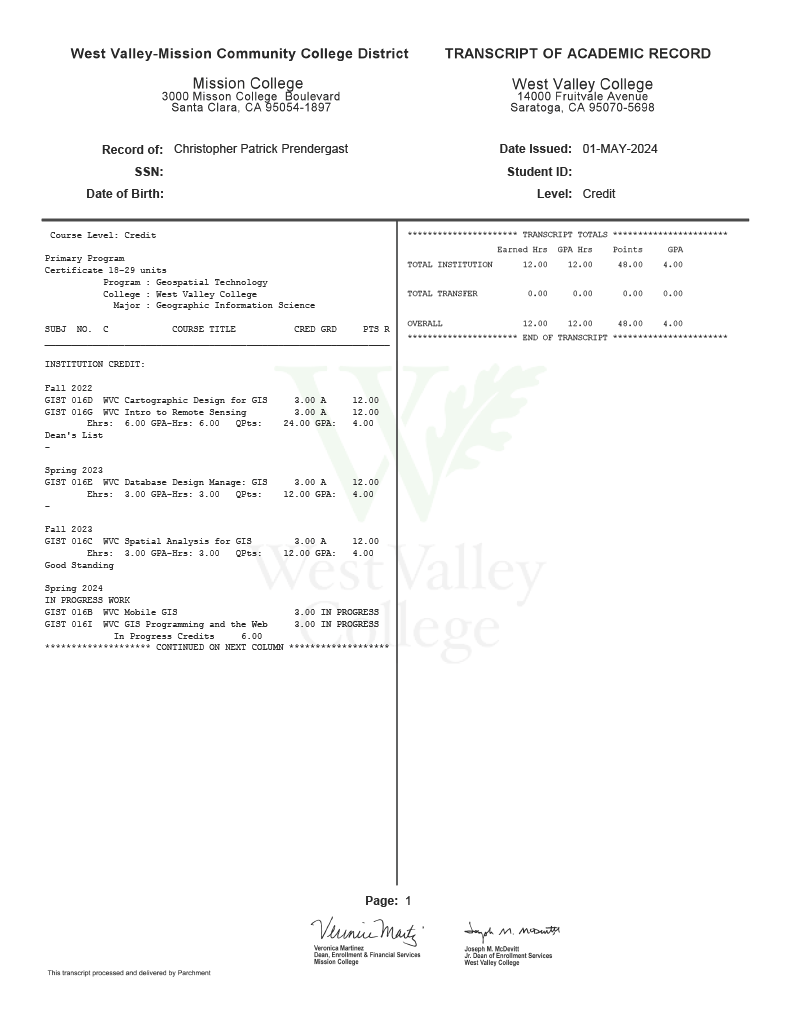 West Valley-Mission Community College District
TRANSCRIPT OF ACADEMIC RECORD
Mission College
3000 Misson College Boulevard
Santa Clara, CA 95054-1897
West Valley College
14000 Fruitvale Avenue
Saratoga, CA 95070-5698
Record of: Christopher Patrick Prendergast
SSN:
Date of Birth:
Date Issued: 01-MAY-2024
Student ID:
Level: Credit
Course Level: Credit
Primary Program
Certificate 18-29 units
Program : Geospatial Technology
College : West Valley College
Major : Geographic Information Science
SUBJ NO. C COURSE TITLE CRED GRD PTS R
INSTITUTION CREDIT:
Fall 2022
GIST 016D WVC Cartographic Design for GIS 3.00 A 12.00
GIST 016G WVC Intro to Remote Sensing 3.00 A 12.00
Ehrs: 6.00 GPA-Hrs: 6.00 QPts: 24.00 GPA: 4.00
Dean's List
-
Spring 2023
GIST 016E WVC Database Design Manage: GIS 3.00 A 12.00
Ehrs: 3.00 GPA-Hrs: 3.00 QPts: 12.00 GPA: 4.00
-
Fall 2023
GIST 016C WVC Spatial Analysis for GIS 3.00 A 12.00
Ehrs: 3.00 GPA-Hrs: 3.00 QPts: 12.00 GPA: 4.00
Good Standing
Spring 2024
IN PROGRESS WORK
GIST 016B WVC Mobile GIS 3.00 IN PROGRESS
GIST 016I WVC GIS Programming and the Web 3.00 IN PROGRESS
In Progress Credits 6.00
******************** CONTINUED ON NEXT COLUMN *******************
********************** TRANSCRIPT TOTALS **********************
Earned Hrs GPA Hrs Points GPA
TOTAL INSTITUTION 12.00 12.00 48.00 4.00
TOTAL TRANSFER 0.00 0.00 0.00 0.00
OVERALL 12.00 12.00 48.00 4.00
********************** END OF TRANSCRIPT **********************
West Valley
College
Page: 1
Veronica Martinez
Dean, Enrollment & Financial Services
Mission College
Joseph M. McDevitt
Joseph M. McDevitt
Jr. Dean of Enrollment Services
West Valley College
This transcript processed and delivered by Parchment